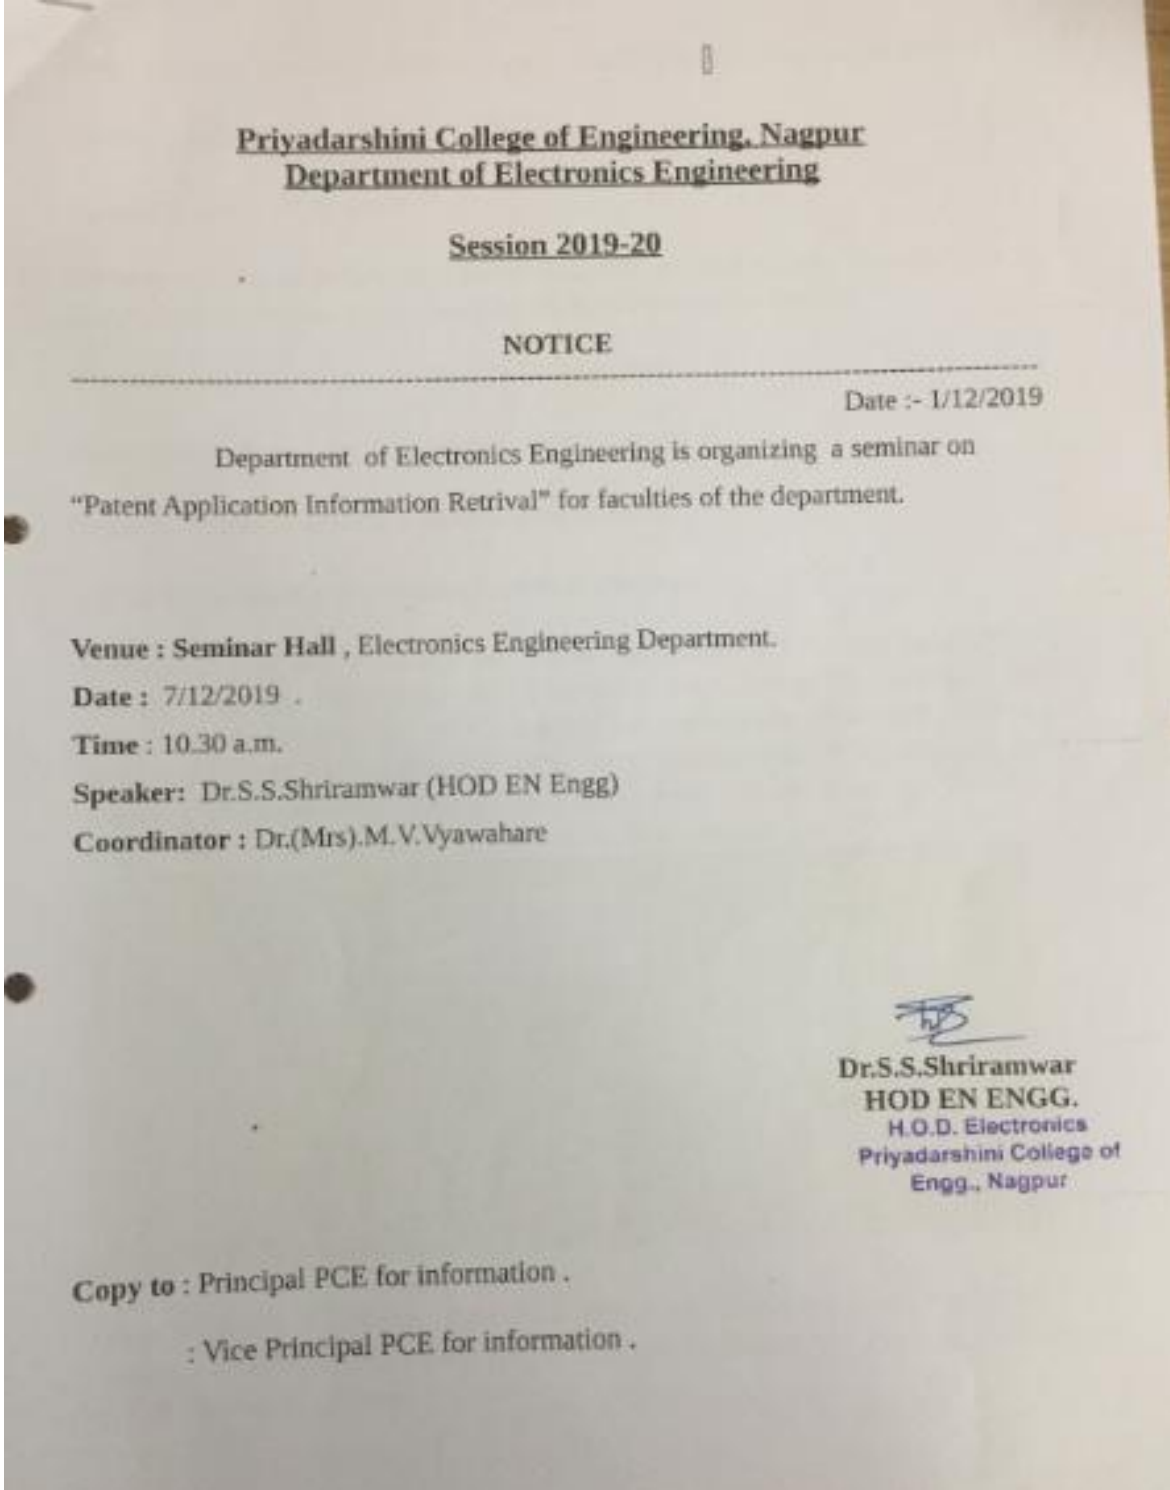 Priyadarshini College of Engineering, Nagpur
Department of Electronics Engineering
Session 2019-20
NOTICE
Date :- 1/12/2019
Department of Electronics Engineering is organizing a seminar on
“Patent Application Information Retrival” for faculties of the department.
Venue : Seminar Hall , Electronics Engineering Department.
Date : 7/12/2019 .
Time : 10.30 a.m.
Speaker: Dr.S.S.Shriramwar (HOD EN Engg)
Coordinator : Dr.(Mrs).M.V.Vyawahare
Dr.S.S.Shriramwar
HOD EN ENGG.
H.O.D. Electronics
Priyadarshini College of
Engg., Nagpur
Copy to : Principal PCE for information .
: Vice Principal PCE for information .